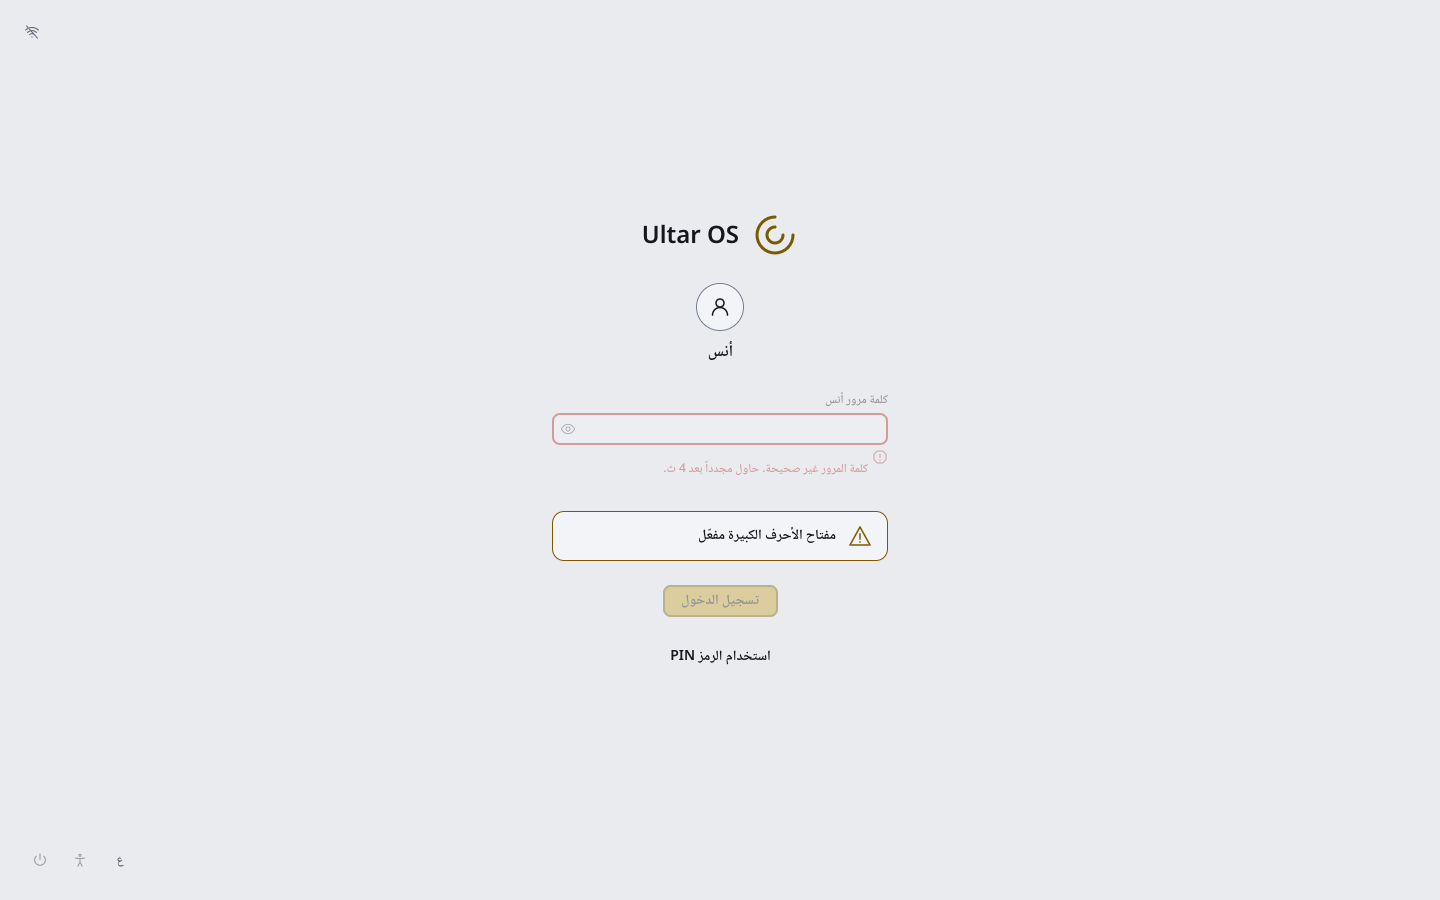 Ultar OS
أنس
كلمة مرور أنس
كلمة المرور غير صحيحة. حاول مجدداً بعد 4 ث.
مفتاح الأحرف الكبيرة مفعّل
تسجيل الدخول
استخدام الرمز PIN
ع